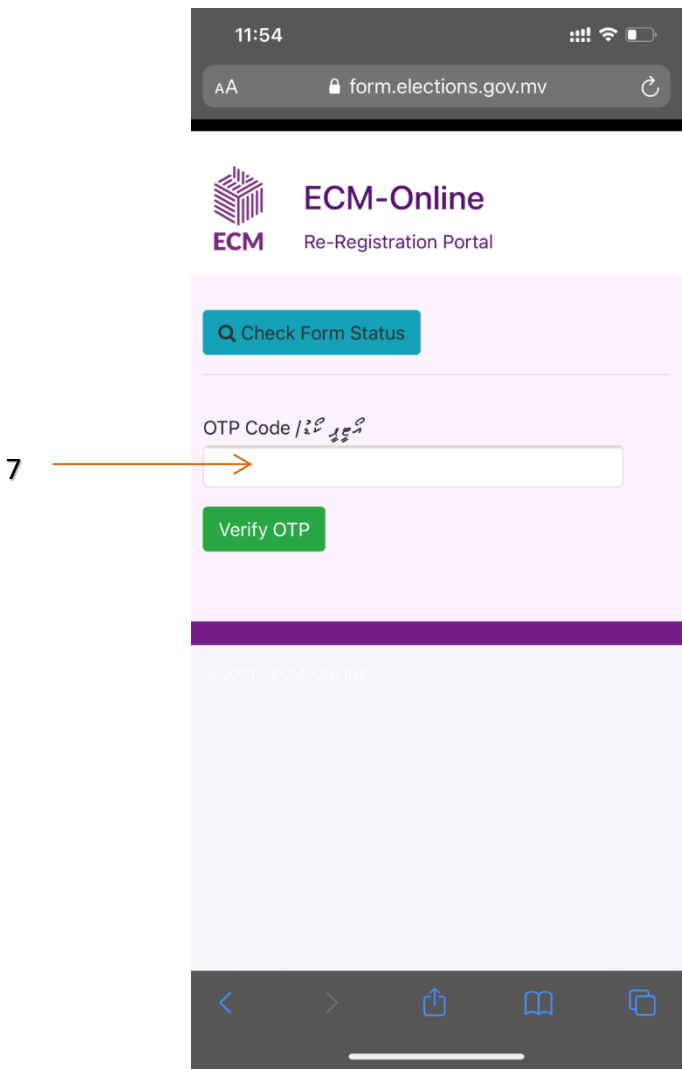 11:54
AA form.elections.gov.mv
ECM
ECM-Online
Re-Registration Portal
Check Form Status
OTP Code / އޯޓީޕީ ކޯޑު
7
Verify OTP
© 2021 - ECM-ONLINE